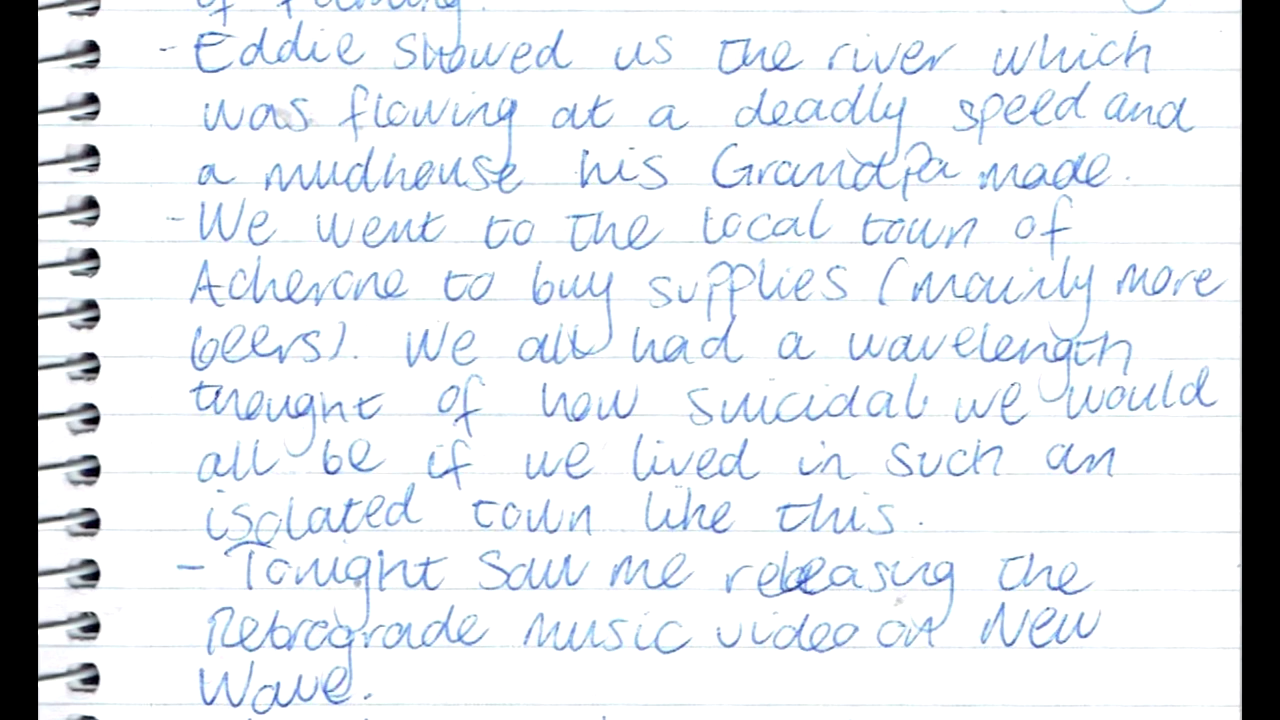 - Eddie showed us the river which
was flowing at a deadly speed and
a mudhouse his GrandPa made.
- We went to the local town of
Acherone to buy supplies (mainly more
beers). We all had a wavelength
thought of how suicidal we would
all be if we lived in such an
isolated town like this.
- Tonight saw me releasing the
Retrograde music video on New
Wave.